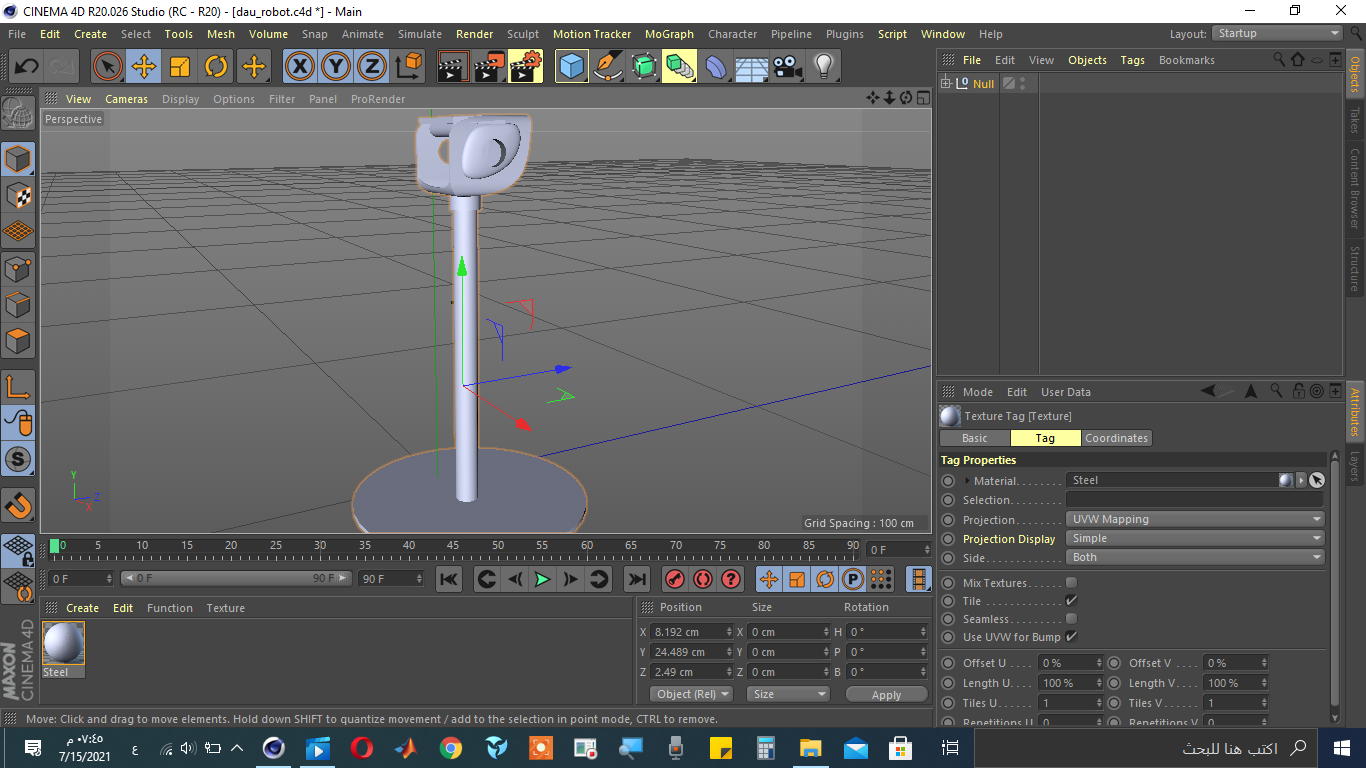 CINEMA 4D R20.026 Studio (RC - R20) - [dau_robot.c4d *] - Main
File Edit Create Select Tools Mesh Volume Snap Animate Simulate Render Sculpt Motion Tracker MoGraph Character Pipeline Plugins Script Window Help Layout: Startup
X Y Z
View Cameras Display Options Filter Panel ProRender
Perspective
Y
Z
X
Grid Spacing : 100 cm
0 5 10 15 20 25 30 35 40 45 50 55 60 65 70 75 80 85 90 0 F
0 F 0 F 90 F 90 F
P
S
Create Edit Function Texture
Steel
MAXON
CINEMA 4D
Position Size Rotation
X 8.192 cm X 0 cm H 0 °
Y 24.489 cm Y 0 cm P 0 °
Z 2.49 cm Z 0 cm B 0 °
Object (Rel) Size Apply
File Edit View Objects Tags Bookmarks
Null
Objects
Takes
Content Browser
Structure
Mode Edit User Data
Texture Tag [Texture]
Basic Tag Coordinates
Tag Properties
Material Steel
Selection
Projection UVW Mapping
Projection Display Simple
Side Both
Mix Textures
Tile
Seamless
Use UVW for Bump
Offset U 0 % Offset V 0 %
Length U 100 % Length V 100 %
Tiles U 1 Tiles V 1
Repetitions U 0 Repetitions V 0
Attributes
Layers
Move: Click and drag to move elements. Hold down SHIFT to quantize movement / add to the selection in point mode, CTRL to remove.
٠٧:٤٥ م
7/15/2021
ع
اكتب هنا للبحث